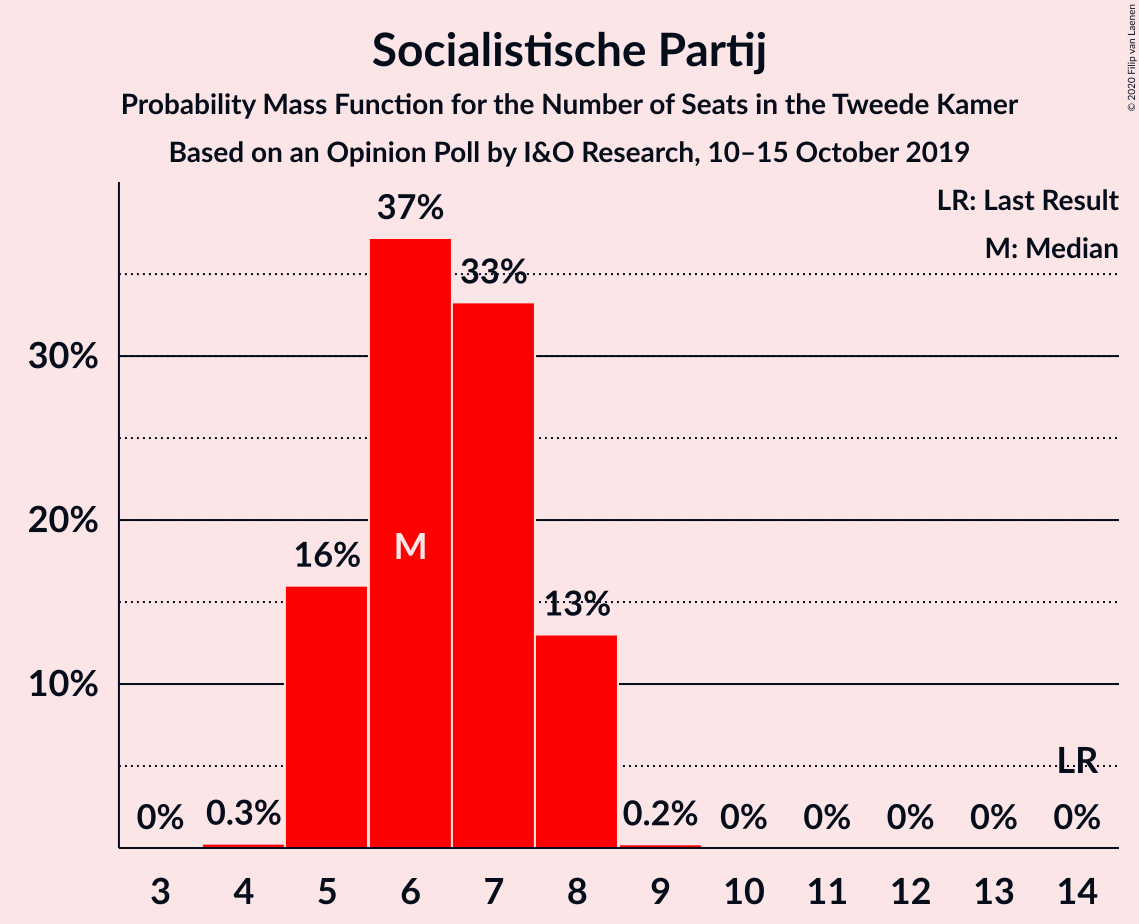 Socialistische Partij
Probability Mass Function for the Number of Seats in the Tweede Kamer
Based on an Opinion Poll by I&O Research, 10–15 October 2019
© 2020 Filip van Laenen
LR: Last Result
M: Median
37%
33%
30%
20%
16%
M
13%
10%
LR
0% 0.3% 0.2% 0% 0% 0% 0% 0%
3 4 5 6 7 8 9 10 11 12 13 14